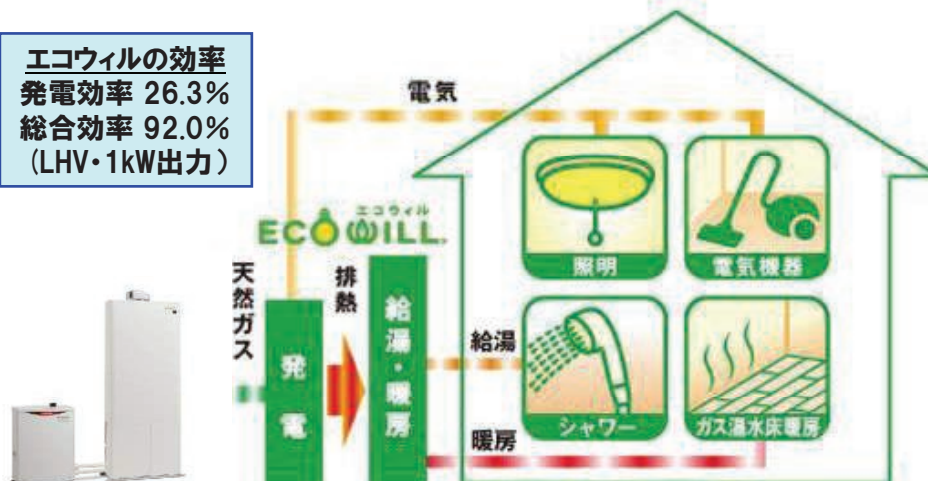 エコウィルの効率
発電効率 26.3%
総合効率 92.0%
(LHV・1kW出力)
電気
エコウィル
ECOWILL
照明
電気機器
天然ガス
発電
排熱
給湯・暖房
給湯
シャワー
ガス温水床暖房
暖房